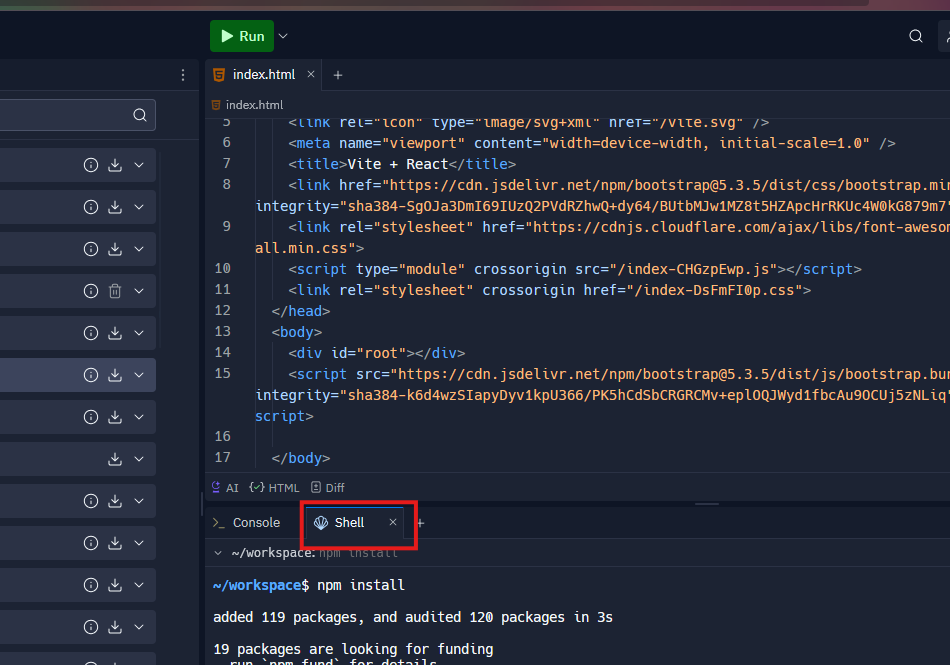 Run
index.html
index.html
5 <link rel="icon" type="image/svg+xml" href="/vite.svg" />
6 <meta name="viewport" content="width=device-width, initial-scale=1.0" />
7 <title>Vite + React</title>
8 <link href="https://cdn.jsdelivr.net/npm/bootstrap@5.3.5/dist/css/bootstrap.min
integrity="sha384-SgOJa3DmI69IUzQ2PVdRZhwQ+dy64/BUtbMJw1MZ8t5HZApcHrRKUc4W0kG879m7"
9 <link rel="stylesheet" href="https://cdnjs.cloudflare.com/ajax/libs/font-awesom
all.min.css">
10 <script type="module" crossorigin src="/index-CHGzpEwp.js"></script>
11 <link rel="stylesheet" crossorigin href="/index-DsFmFI0p.css">
12 </head>
13 <body>
14 <div id="root"></div>
15 <script src="https://cdn.jsdelivr.net/npm/bootstrap@5.3.5/dist/js/bootstrap.bun
integrity="sha384-k6d4wzSIapyDyv1kpU366/PK5hCdSbCRGRCMv+eplOQJWyd1fbcAu9OCUj5zNLiq"
script>
16
17 </body>
AI HTML Diff
Console Shell
~/workspace: npm install
~/workspace$ npm install
added 119 packages, and audited 120 packages in 3s
19 packages are looking for funding
run `npm fund` for details